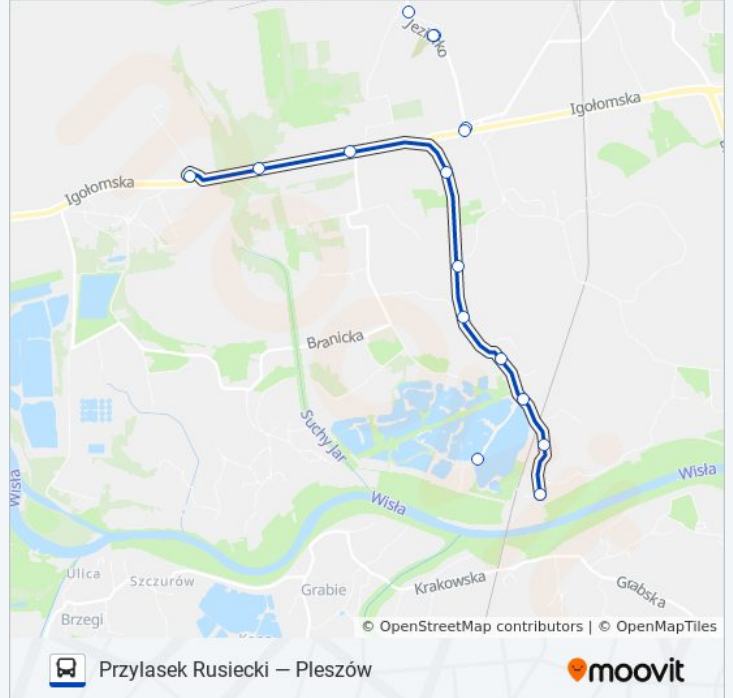 Jeziorko
Igołomska
Igołomska
Branicka
Suchy Jar
Wisła
Wisła
Wisła
Ulica
Szczurów
Grabie
Krakowska
Grabska
Brzegi
© OpenStreetMap contributors | © OpenMapTiles
Przylasek Rusiecki — Pleszów
moovit